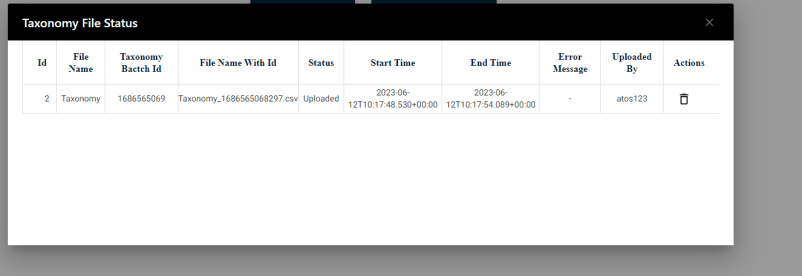 Taxonomy File Status
Id
File
Name
Taxonomy
Bactch Id
File Name With Id
Status
Start Time
End Time
Error
Message
Uploaded
By
Actions
2
Taxonomy
1686565069
Taxonomy_1686565068297.csv
Uploaded
2023-06-
12T10:17:48.530+00:00
2023-06-
12T10:17:54.089+00:00
-
atos123